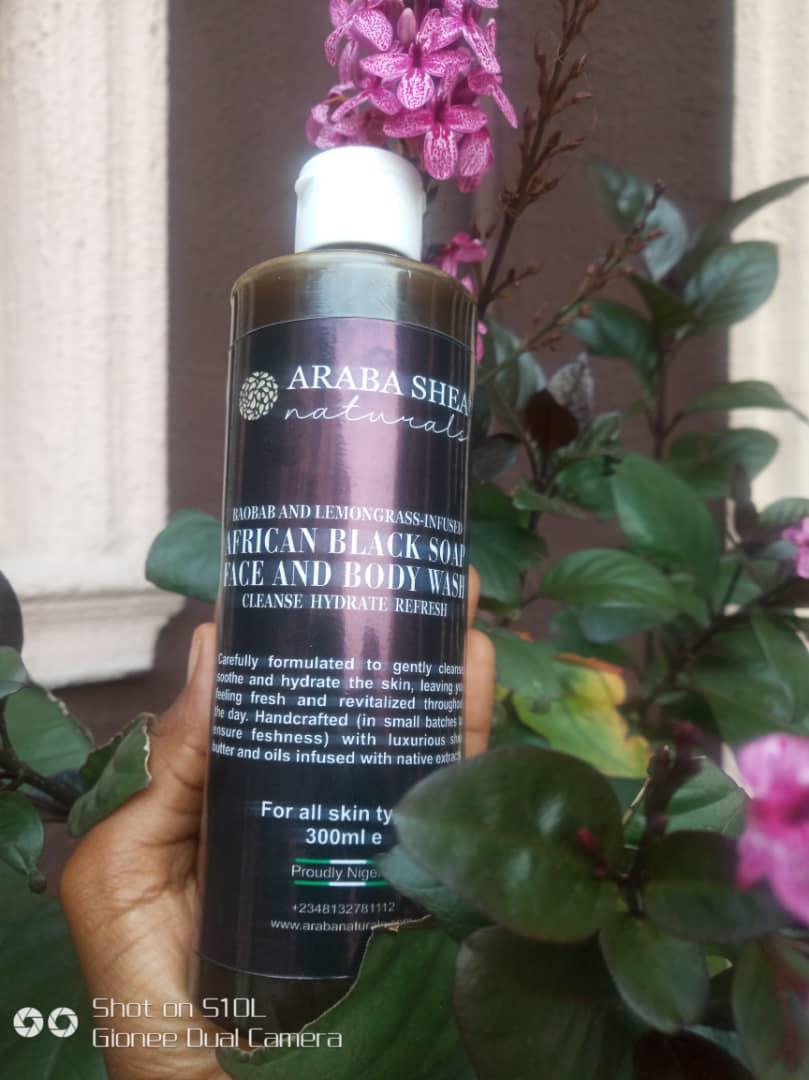 ARABA SHEA
naturals
BAOBAB AND LEMONGRASS-INFUSED
AFRICAN BLACK SOAP
FACE AND BODY WASH
CLEANSE HYDRATE REFRESH
Carefully formulated to gently cleanse
soothe and hydrate the skin, leaving you
feeling fresh and revitalized throughout
the day. Handcrafted (in small batches
ensure feshness) with luxurious shea
butter and oils infused with native extracts
For all skin
300ml e
Proudly
+2348132781112
www.arabanaturals.com
Shot on S10L
Gionee Dual Camera